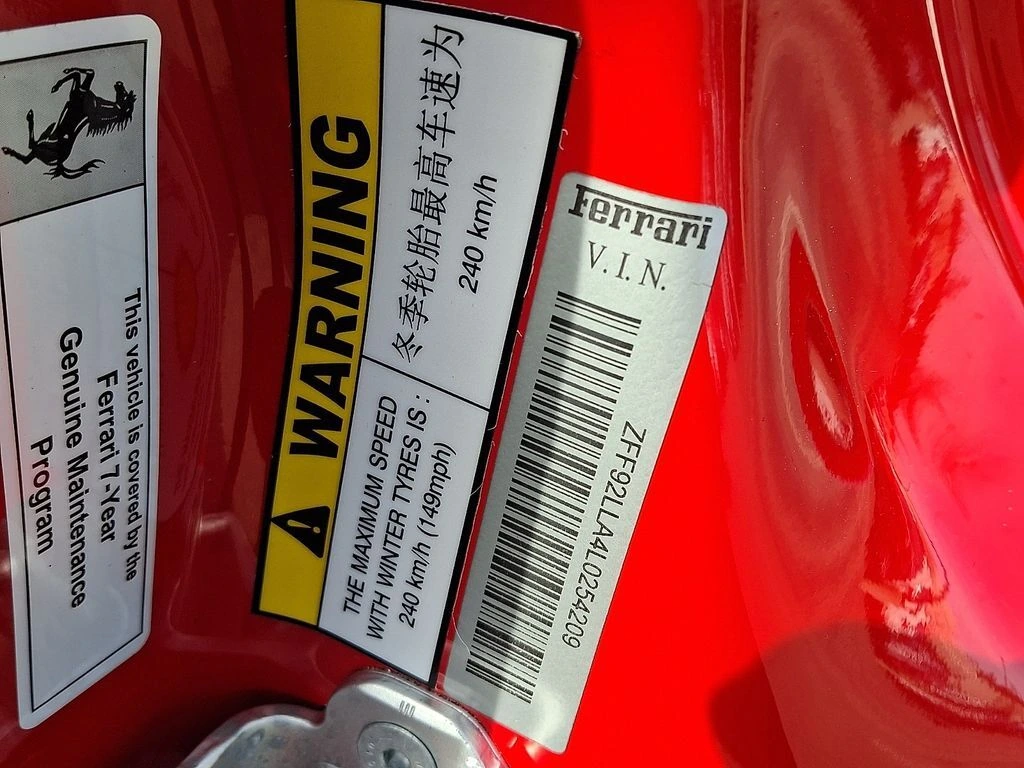 This vehicle is covered by the
Ferrari 7-Year
Genuine Maintenance
Program
WARNING
冬季轮胎最高车速为
240 km/h
THE MAXIMUM SPEED
WITH WINTER TYRES IS :
240 km/h (149mph)
Ferrari
V.I.N.
ZFF92LLA4L0254209